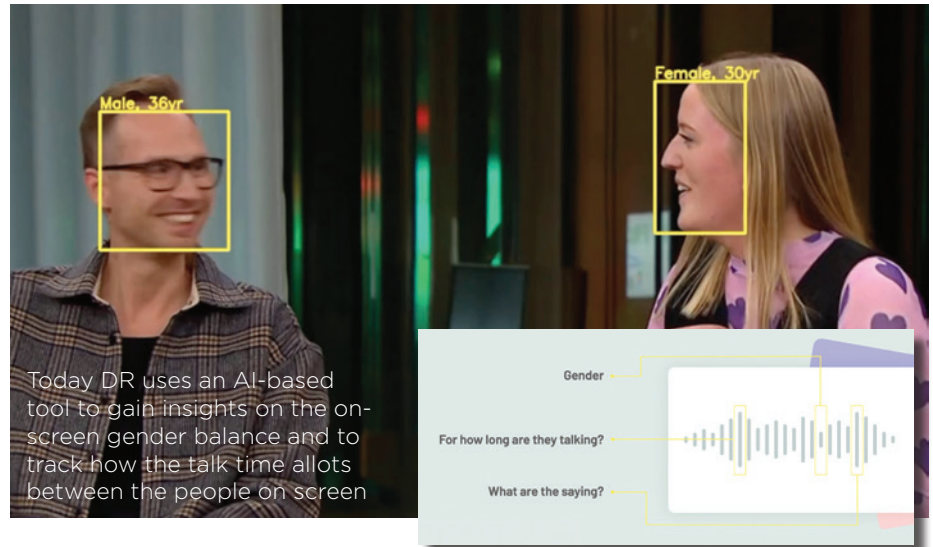 Male, 36yr
Female, 30yr
Today DR uses an AI-based
tool to gain insights on the on-
screen gender balance and to
track how the talk time allots
between the people on screen
Gender
For how long are they talking?
What are the saying?